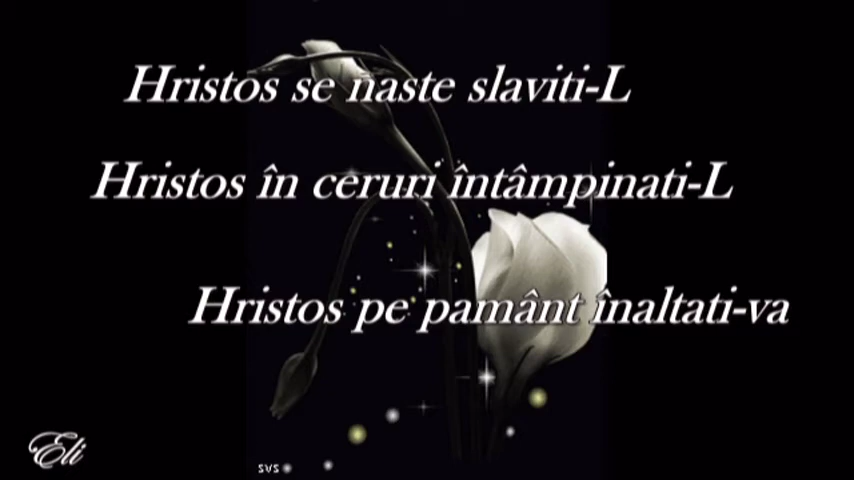 Hristos se naste slaviti-L
Hristos în ceruri întâmpinati-L
Hristos pe pamânt înaltati-va
Eli
svs